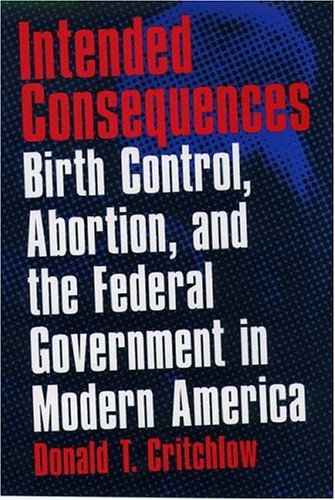 Intended
Consequences
Birth Control,
Abortion, and
the Federal
Government in
Modern America
Donald T. Critchlow